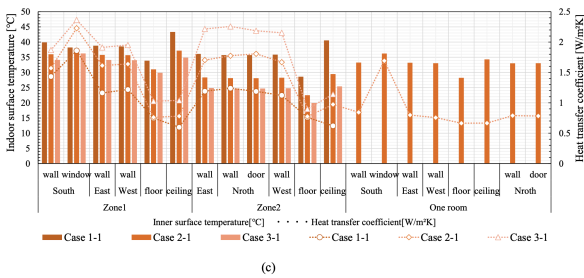 Indoor surface temperature [℃]
50
45
40
35
30
25
20
15
10
5
0
2.5
2
1.5
1
0.5
0
Heat transfer coefficient [W/m²K]
wall window wall wall floor ceiling wall wall door wall floor ceiling wall window wall wall floor ceiling wall door
South East West East Nroth West South East West Nroth
Zone1 Zone2 One room
Inner surface temperature[℃] Heat transfer coefficient[W/m²K]
Case 1-1 Case 2-1 Case 3-1 Case 1-1 Case 2-1 Case 3-1
(c)